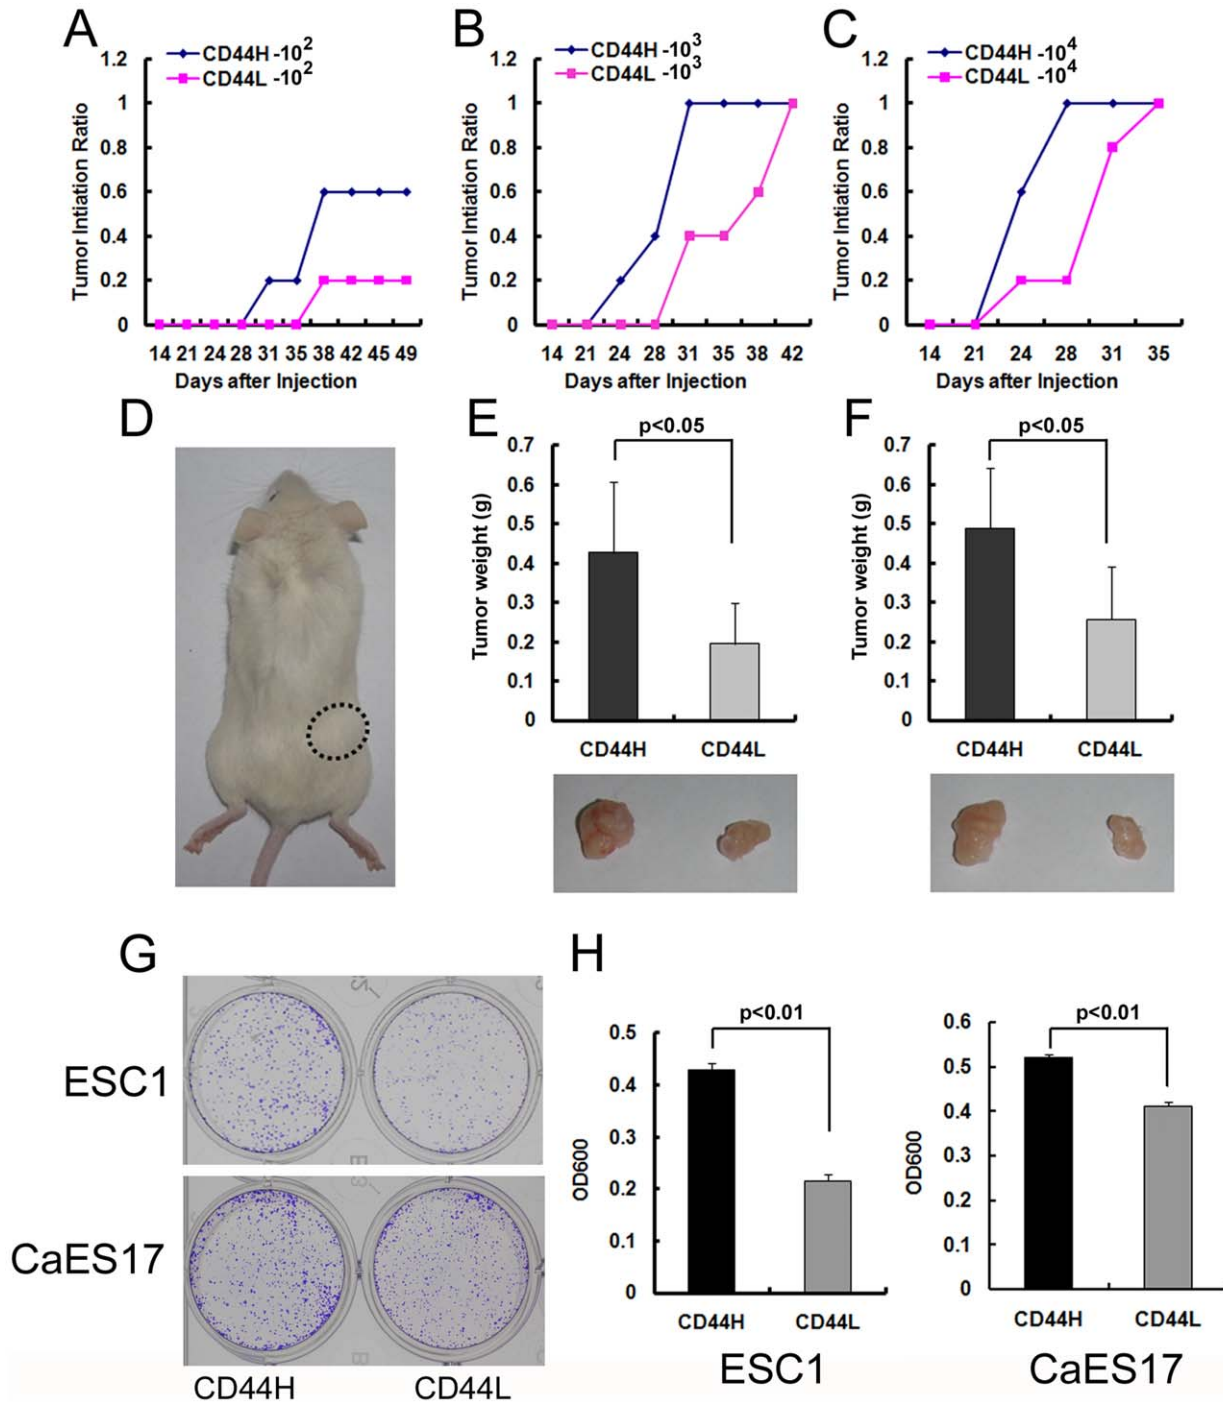 A
CD44H -10²
CD44L -10²
1.2
1
0.8
0.6
0.4
0.2
0
Tumor Intiation Ratio
14 21 24 28 31 35 38 42 45 49
Days after Injection
B
CD44H -10³
CD44L -10³
1.2
1
0.8
0.6
0.4
0.2
0
Tumor Intiation Ratio
14 21 24 28 31 35 38 42
Days after Injection
C
CD44H -10⁴
CD44L -10⁴
1.2
1
0.8
0.6
0.4
0.2
0
Tumor Intiation Ratio
14 21 24 28 31 35
Days after Injection
D
E
p<0.05
0.7
0.6
0.5
0.4
0.3
0.2
0.1
0
Tumor weight (g)
CD44H CD44L
F
p<0.05
0.7
0.6
0.5
0.4
0.3
0.2
0.1
0
Tumor weight (g)
CD44H CD44L
G
ESC1
CaES17
CD44H CD44L
H
p<0.01
0.5
0.4
0.3
0.2
0.1
0
OD600
CD44H CD44L
ESC1
p<0.01
0.6
0.5
0.4
0.3
0.2
0.1
0
OD600
CD44H CD44L
CaES17